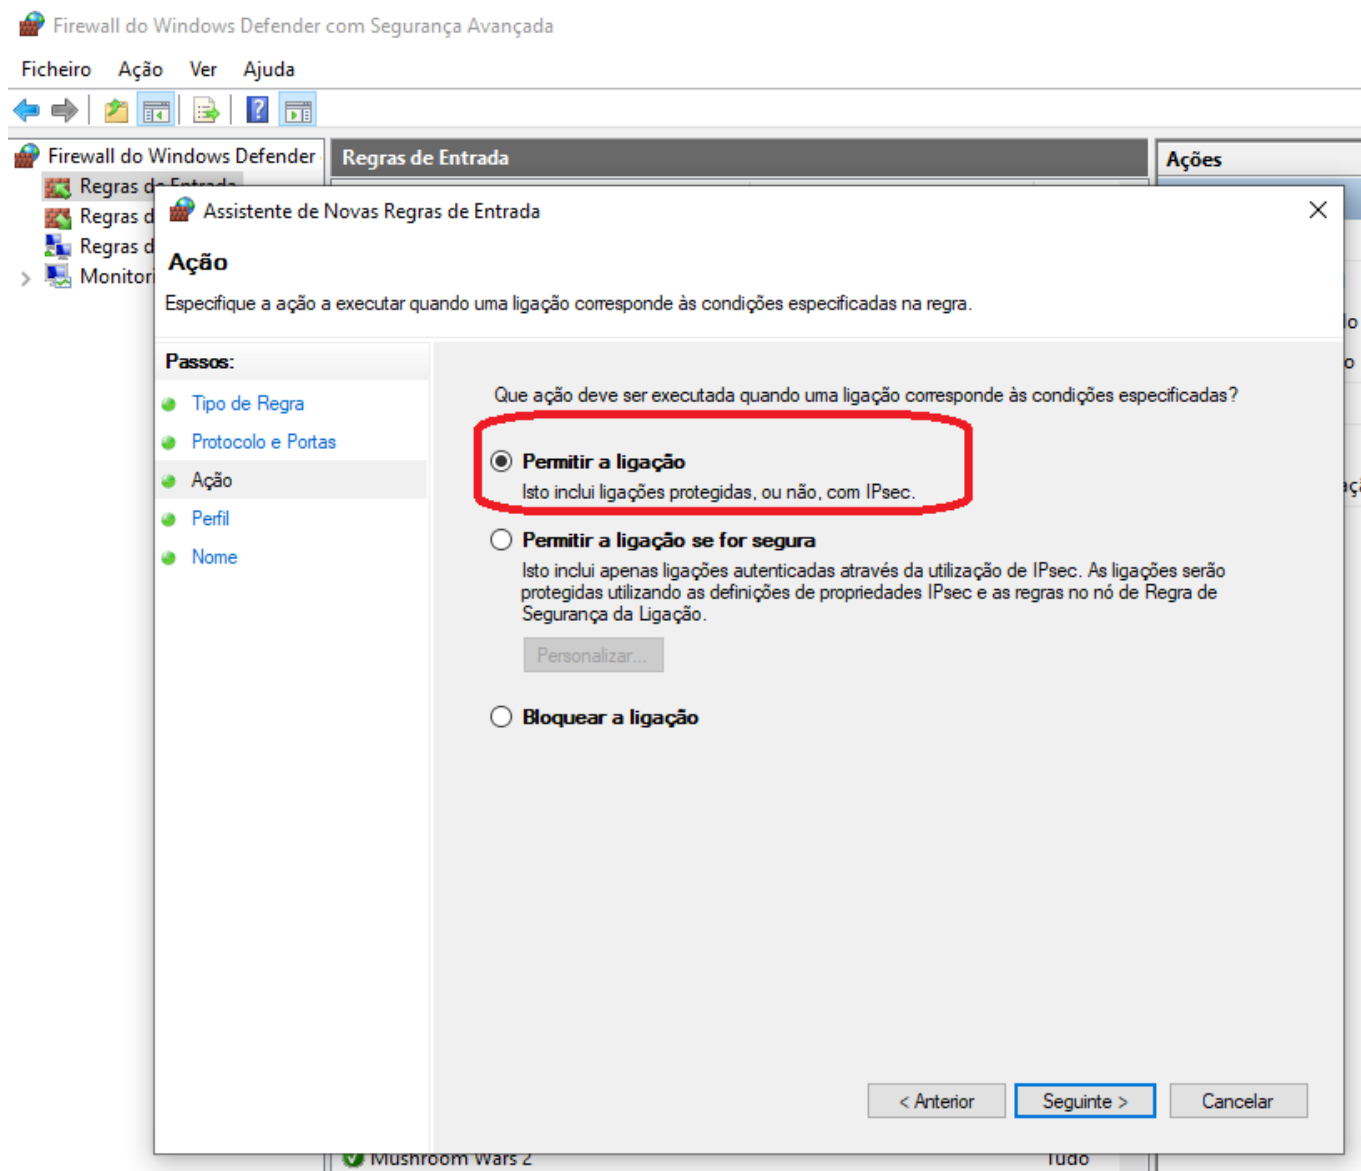 Firewall do Windows Defender com Segurança Avançada
Ficheiro Ação Ver Ajuda
Firewall do Windows Defender
Regras de Entrada
Ações
Regras de Entrada
Regras d
Regras d
Monitori
Assistente de Novas Regras de Entrada
Ação
Especifique a ação a executar quando uma ligação corresponde às condições especificadas na regra.
Passos:
Tipo de Regra
Protocolo e Portas
Ação
Perfil
Nome
Que ação deve ser executada quando uma ligação corresponde às condições especificadas?
Permitir a ligação
Isto inclui ligações protegidas, ou não, com IPsec.
Permitir a ligação se for segura
Isto inclui apenas ligações autenticadas através da utilização de IPsec. As ligações serão
protegidas utilizando as definições de propriedades IPsec e as regras no nó de Regra de
Segurança da Ligação.
Personalizar...
Bloquear a ligação
< Anterior
Seguinte >
Cancelar
Mushroom Wars 2
Tudo